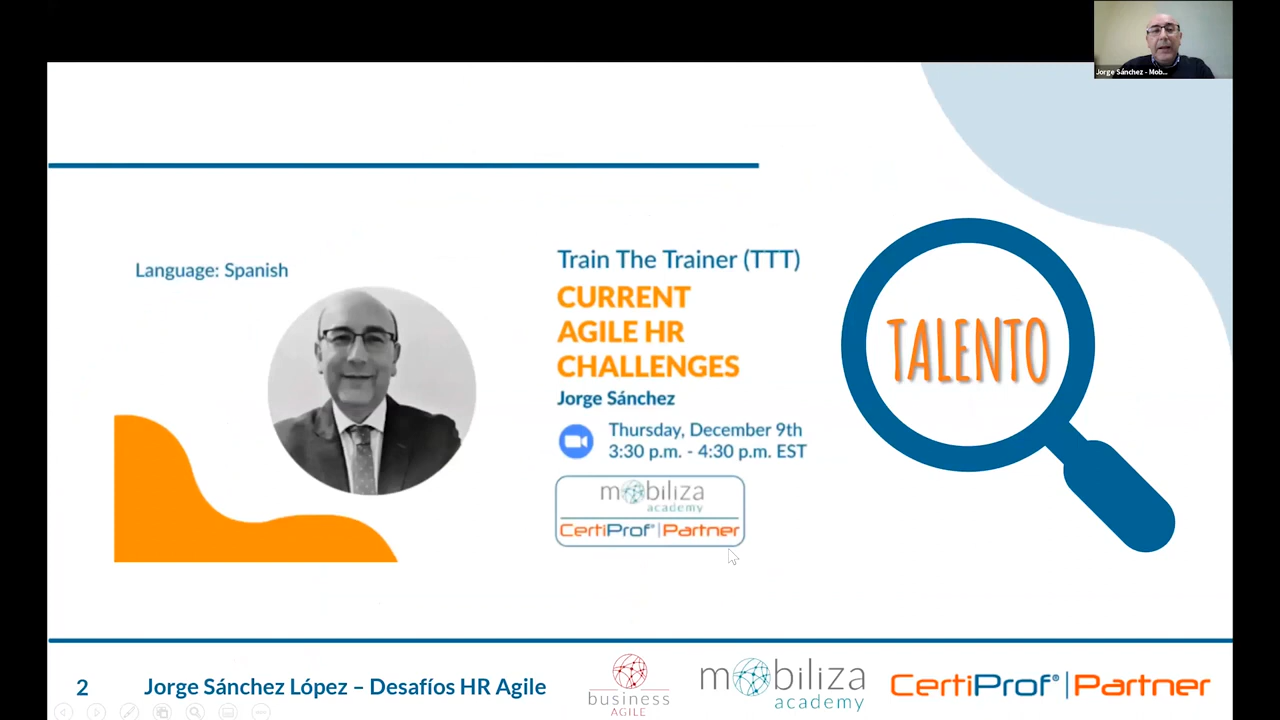 Jorge Sánchez - Mob...
Language: Spanish
Train The Trainer (TTT)
CURRENT
AGILE HR
CHALLENGES
Jorge Sánchez
Thursday, December 9th
3:30 p.m. - 4:30 p.m. EST
mobiliza
academy
CertiProf® | Partner
TALENTO
2
Jorge Sánchez López – Desafíos HR Agile
business
AGILE
mobiliza
academy
CertiProf® | Partner